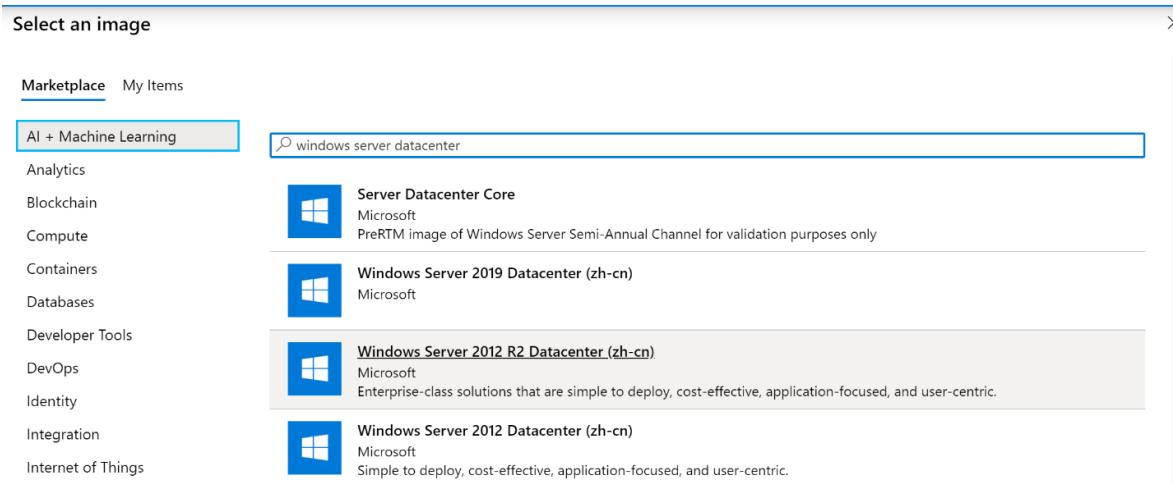 Select an image
Marketplace My Items
AI + Machine Learning
Analytics
Blockchain
Compute
Containers
Databases
Developer Tools
DevOps
Identity
Integration
Internet of Things
windows server datacenter
Server Datacenter Core
Microsoft
PreRTM image of Windows Server Semi-Annual Channel for validation purposes only
Windows Server 2019 Datacenter (zh-cn)
Microsoft
Windows Server 2012 R2 Datacenter (zh-cn)
Microsoft
Enterprise-class solutions that are simple to deploy, cost-effective, application-focused, and user-centric.
Windows Server 2012 Datacenter (zh-cn)
Microsoft
Simple to deploy, cost-effective, application-focused, and user-centric.